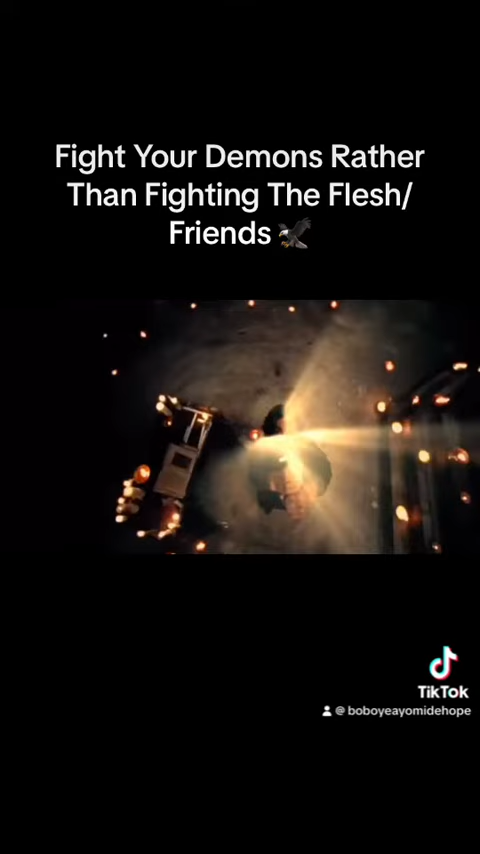 Fight Your Demons Rather
Than Fighting The Flesh/
Friends 🦅
TikTok
@ boboyeayomidehope